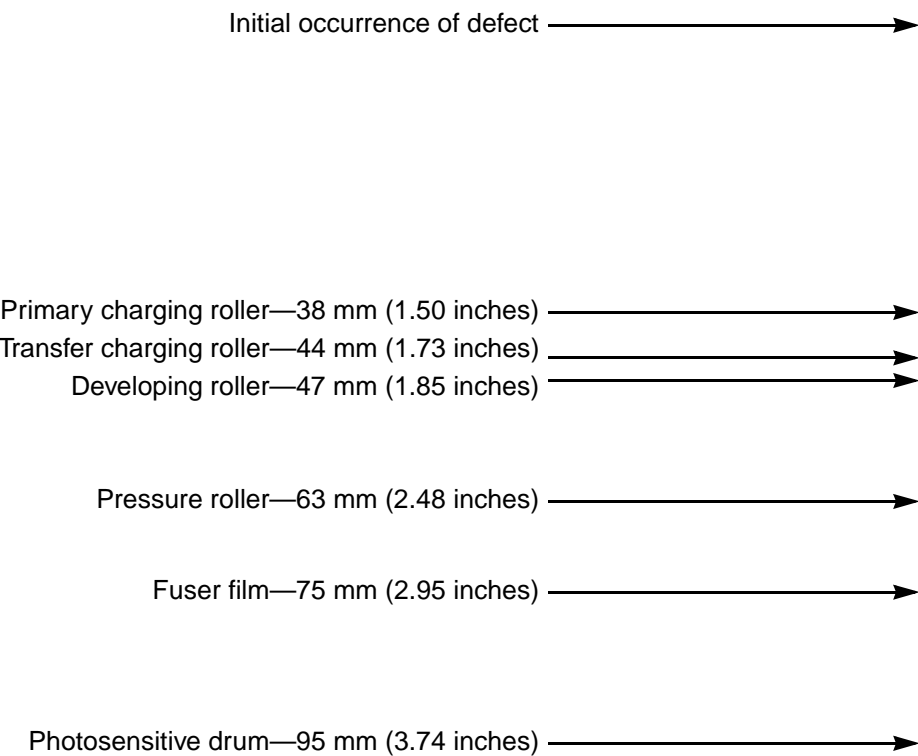 Initial occurrence of defect
Primary charging roller—38 mm (1.50 inches)
Transfer charging roller—44 mm (1.73 inches)
Developing roller—47 mm (1.85 inches)
Pressure roller—63 mm (2.48 inches)
Fuser film—75 mm (2.95 inches)
Photosensitive drum—95 mm (3.74 inches)